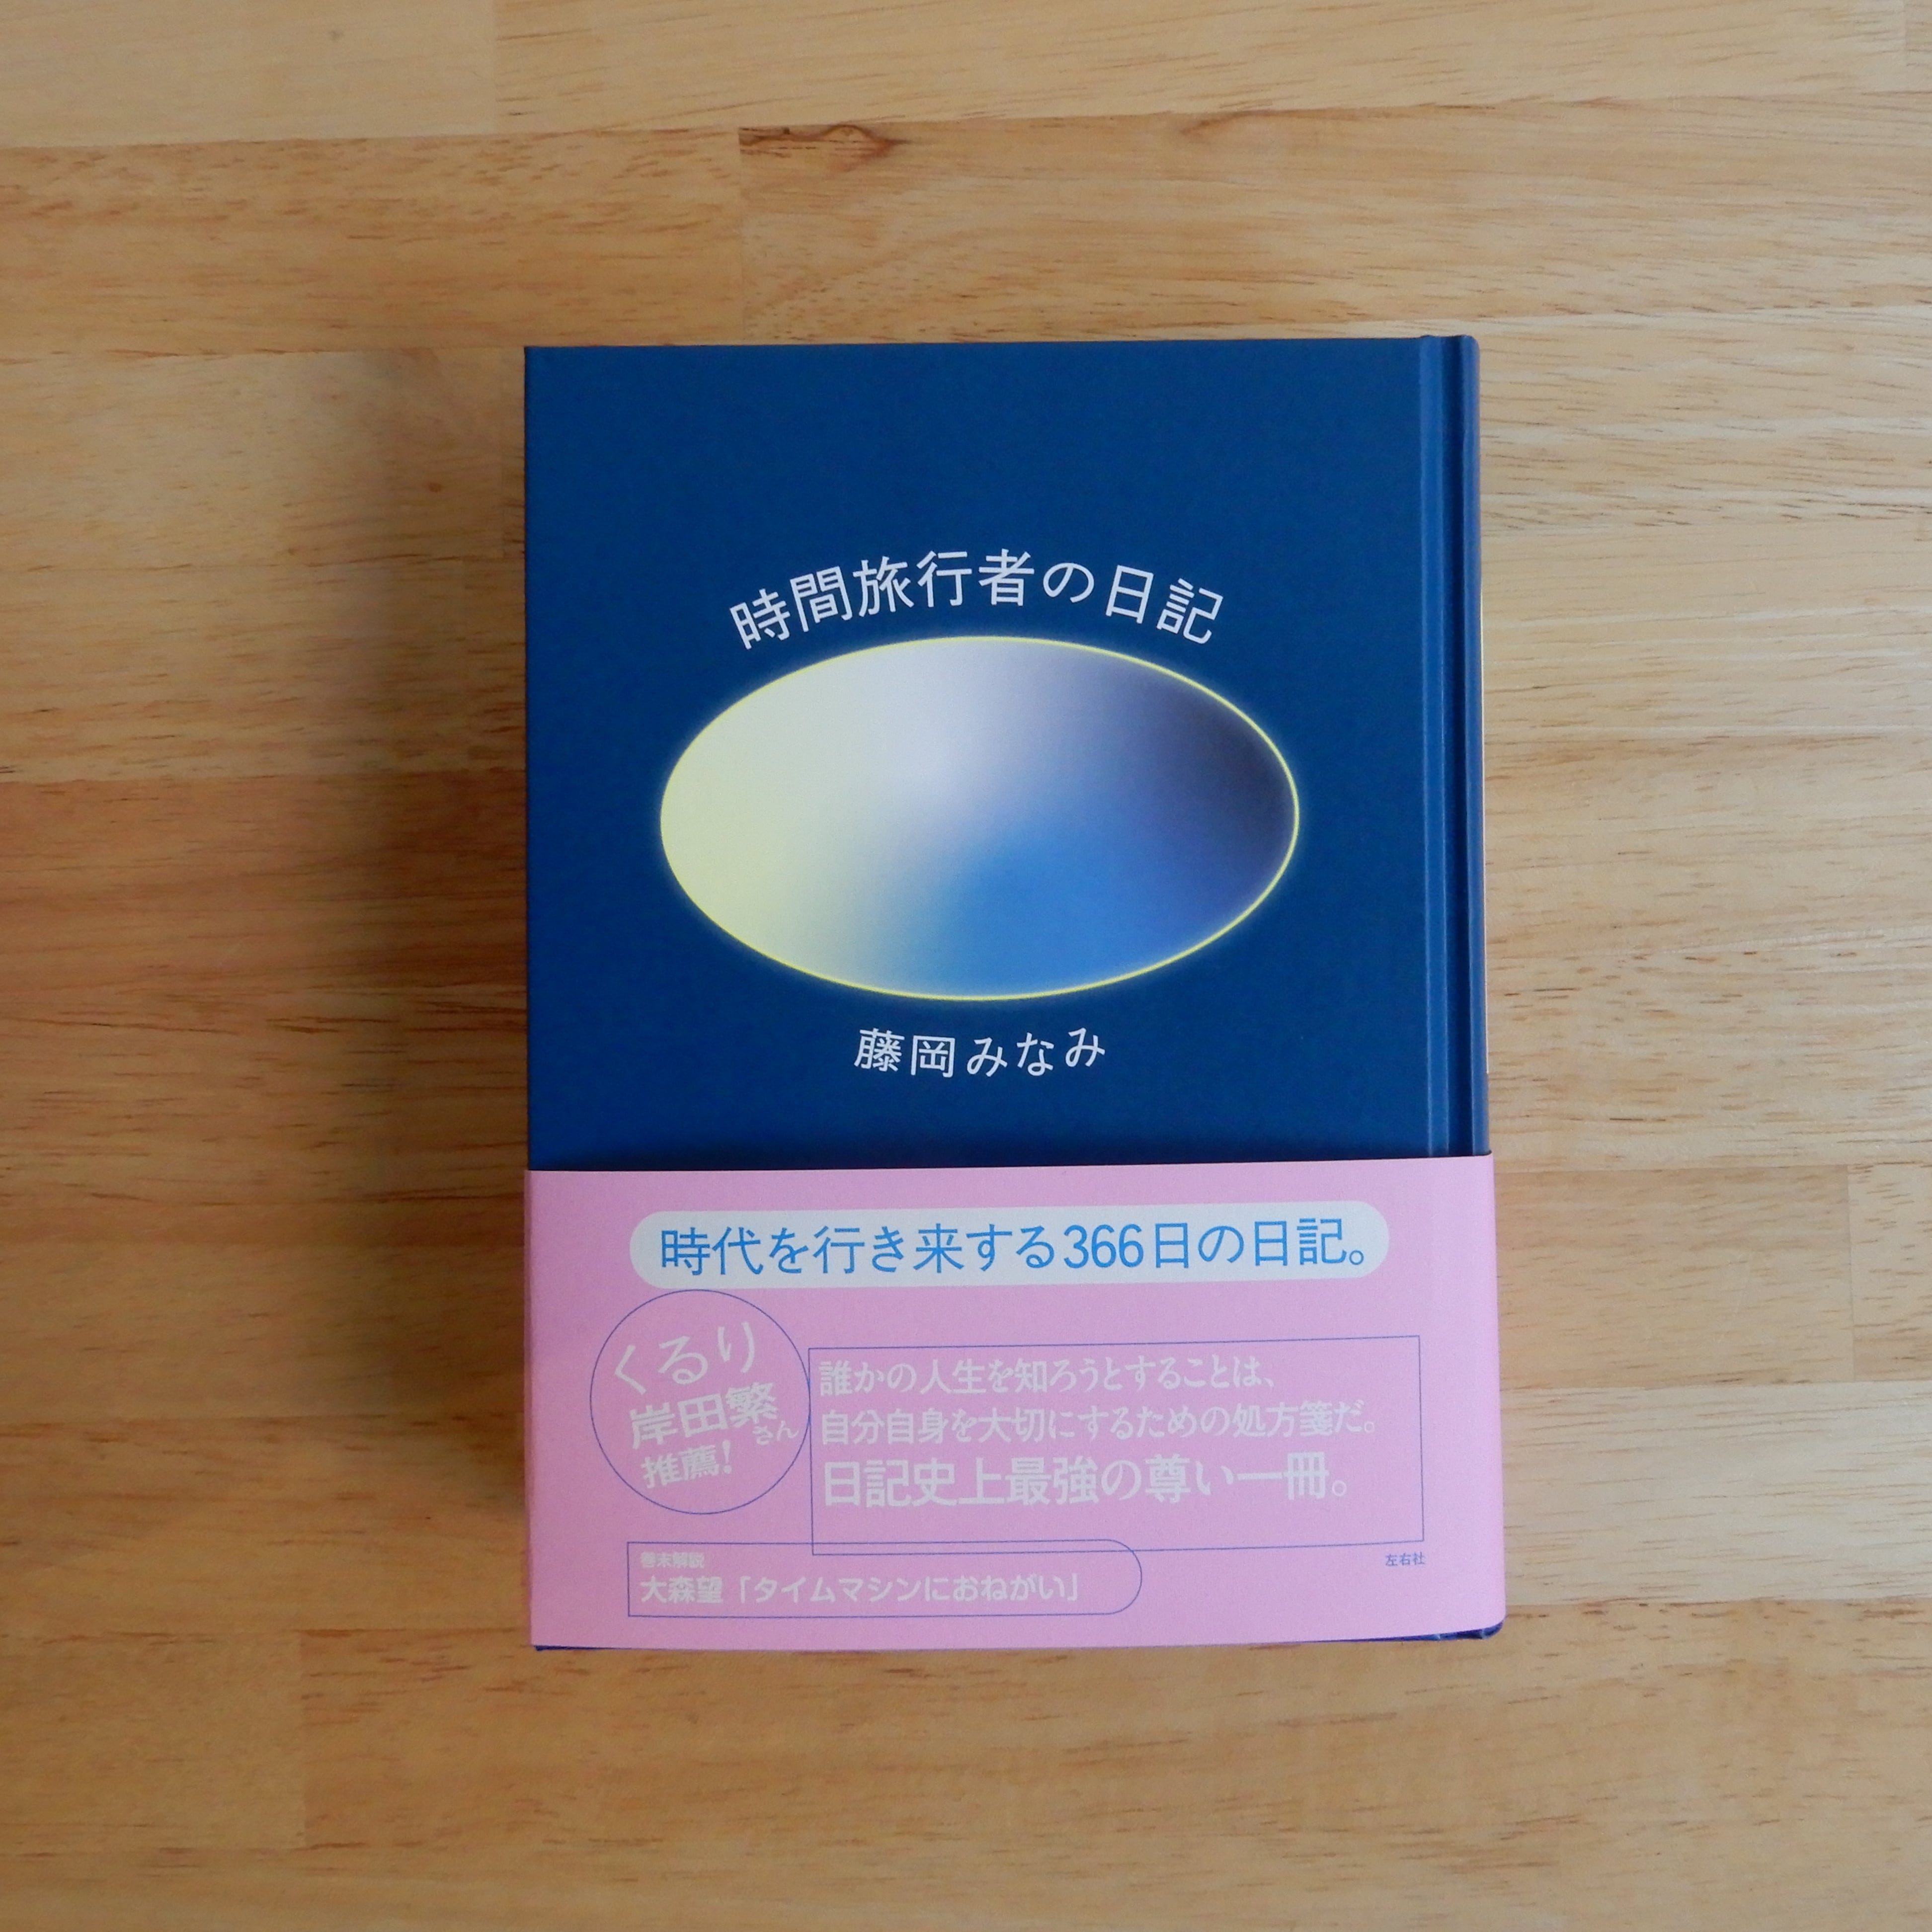 時間旅行者の日記
藤岡みなみ
時代を行き来する366日の日記。
くるり
岸田繁さん
推薦!
誰かの人生を知ろうとすることは、
自分自身を大切にするための処方箋だ。
日記史上最強の尊い一冊。
巻末解説
大森望「タイムマシンにおねがい」
左右社